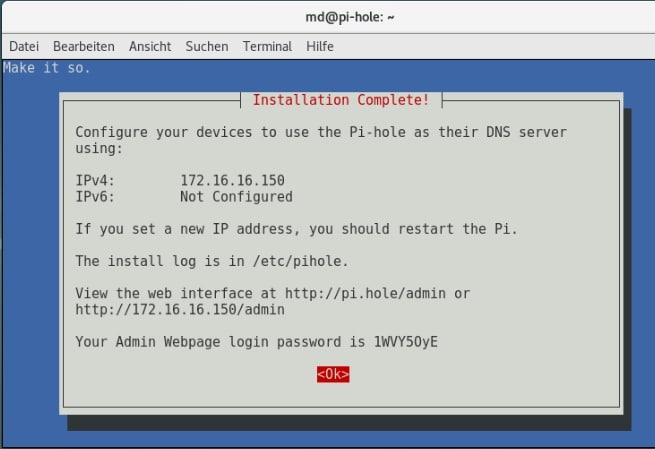 md@pi-hole: ~
Datei Bearbeiten Ansicht Suchen Terminal Hilfe
Make it so.
Installation Complete!
Configure your devices to use the Pi-hole as their DNS server
using:
IPv4: 172.16.16.150
IPv6: Not Configured
If you set a new IP address, you should restart the Pi.
The install log is in /etc/pihole.
View the web interface at http://pi.hole/admin or
http://172.16.16.150/admin
Your Admin Webpage login password is 1WVY5OyE
<Ok>